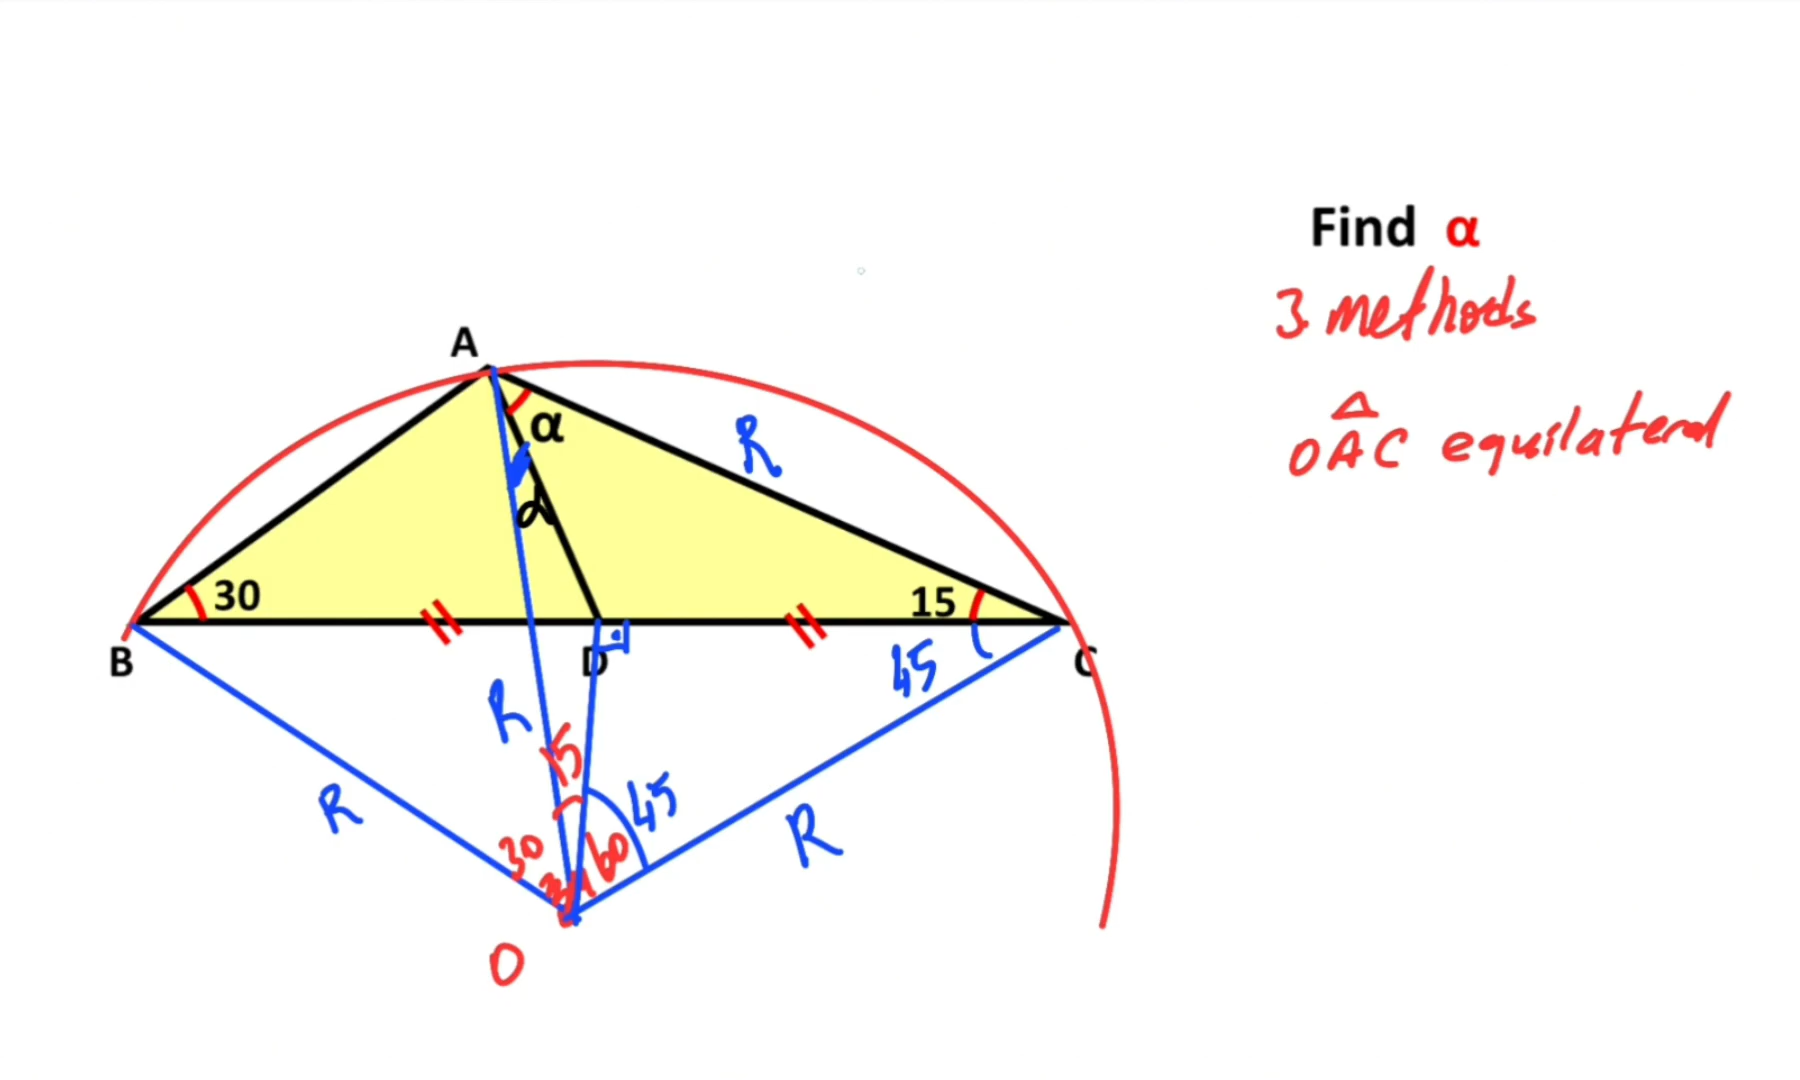 Find α
3 methods
A
OAC equilateral
α
R
α
30
15
B
D
C
45
R
15
R
45
R
30
60
O